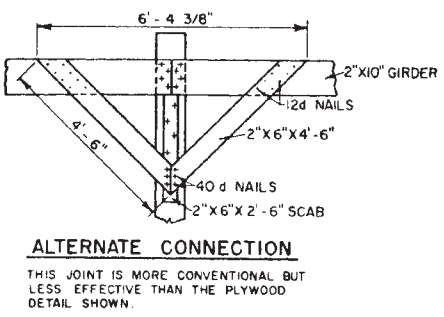 6' - 4 3/8"
2"X10" GIRDER
12d NAILS
2"X6"X4'-6"
4'-6"
40 d NAILS
2"X6"X2'-6" SCAB
ALTERNATE CONNECTION
THIS JOINT IS MORE CONVENTIONAL BUT
LESS EFFECTIVE THAN THE PLYWOOD
DETAIL SHOWN.